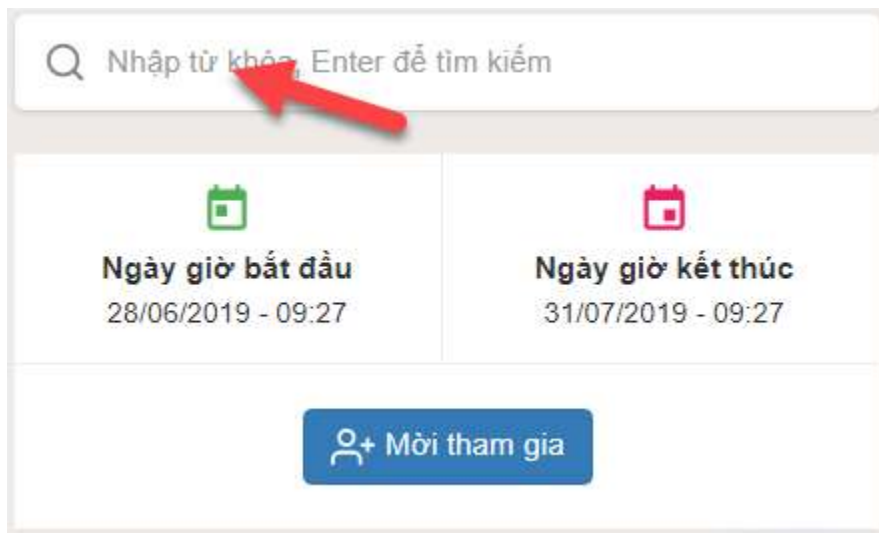 Nhập từ khóa, Enter để tìm kiếm
Ngày giờ bắt đầu
28/06/2019 - 09:27
Ngày giờ kết thúc
31/07/2019 - 09:27
Mời tham gia